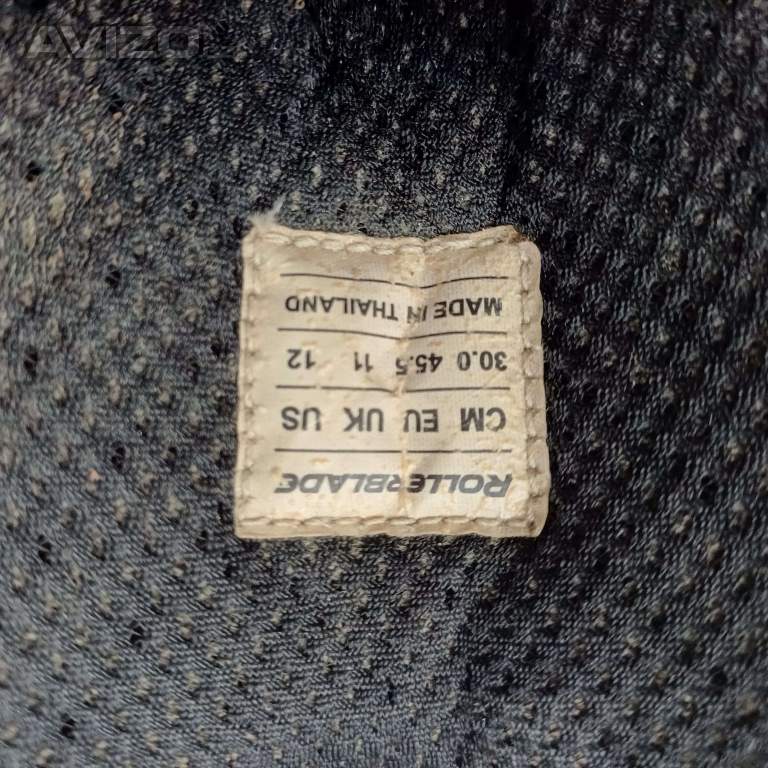 AVIZO
ROLLERBLADE
CM EU UK US
30.0 45.5 11 12
MADE IN THAILAND